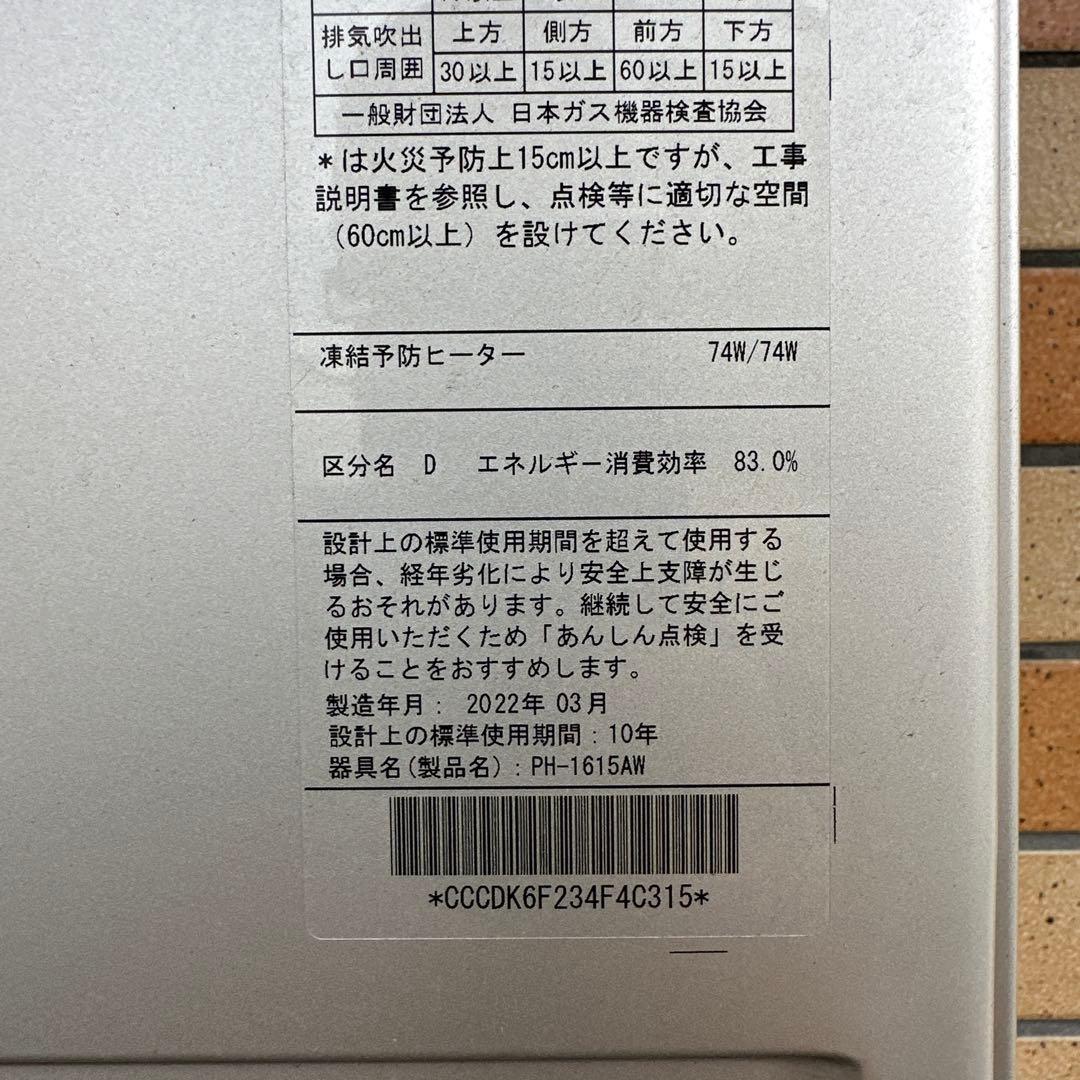 排気吹出 上方 側方 前方 下方
し口周囲 30以上 15以上 60以上 15以上
一般財団法人 日本ガス機器検査協会
*は火災予防上15cm以上ですが、工事
説明書を参照し、点検等に適切な空間
(60cm以上)を設けてください。
凍結予防ヒーター 74W/74W
区分名 D エネルギー消費効率 83.0%
設計上の標準使用期間を超えて使用する
場合、経年劣化により安全上支障が生じ
るおそれがあります。継続して安全にご
使用いただくため「あんしん点検」を受
けることをおすすめします。
製造年月: 2022年 03月
設計上の標準使用期間:10年
器具名(製品名):PH-1615AW
*CCCDK6F234F4C315*